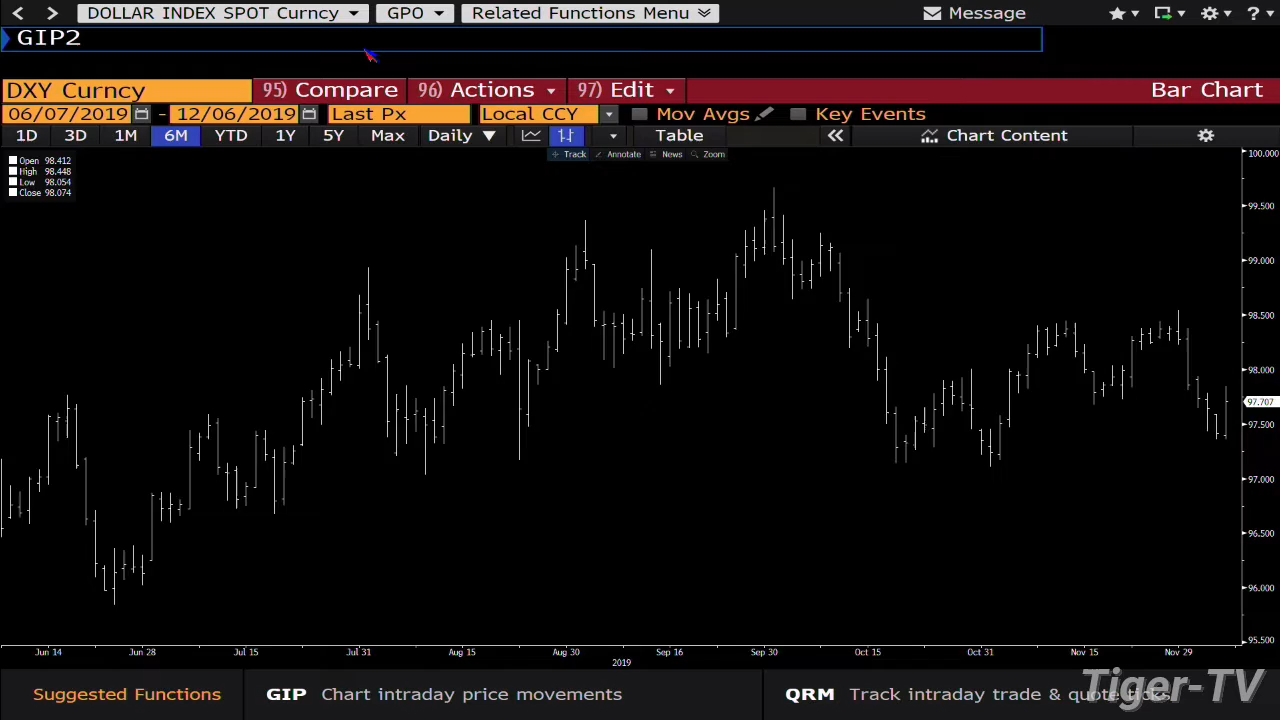 DOLLAR INDEX SPOT Curncy GPO Related Functions Menu Message ?
GIP2
DXY Curncy 95) Compare 96) Actions 97) Edit Bar Chart
06/07/2019 - 12/06/2019 Last Px Local CCY Mov Avgs Key Events
1D 3D 1M 6M YTD 1Y 5Y Max Daily Table Chart Content
Track Annotate News Zoom
Open 98.412
High 98.448
Low 98.054
Close 98.074
100.000
99.500
99.000
98.500
98.000
97.707
97.500
97.000
96.500
96.000
95.500
Jun 14 Jun 28 Jul 15 Jul 31 Aug 15 Aug 30 Sep 16 Sep 30 Oct 15 Oct 31 Nov 15 Nov 29
2019
Suggested Functions GIP Chart intraday price movements QRM Track intraday trade & quote ticks
Tiger-TV